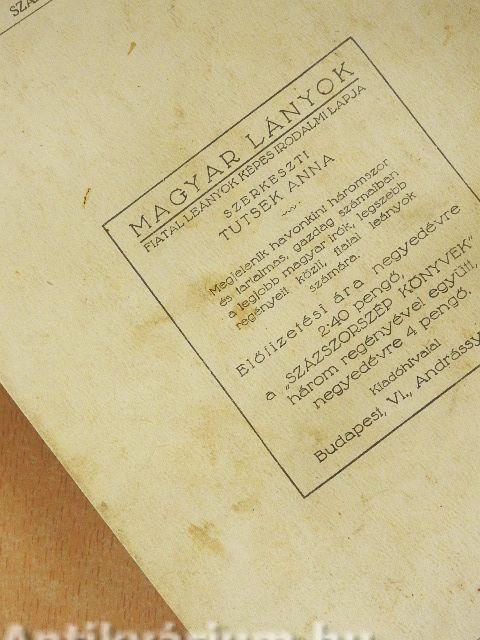 MAGYAR LÁNYOK
FIATAL LEÁNYOK KÉPES IRODALMI LAPJA
SZERKESZTI
TUTSEK ANNA
Megjelenik havonkint háromszor
és tartalmas, gazdag számaiban
a legjobb magyar írók, legszebb
regényeit közli, fiatal leányok
számára.
Előfizetési ára negyedévre
2·40 pengő,
a „SZÁZSZORSZÉP KÖNYVEK”
három regényével együtt,
negyedévre 4 pengő.
Kiadóhivatal
Budapest, VI., Andrássy
Antikvárium.hu